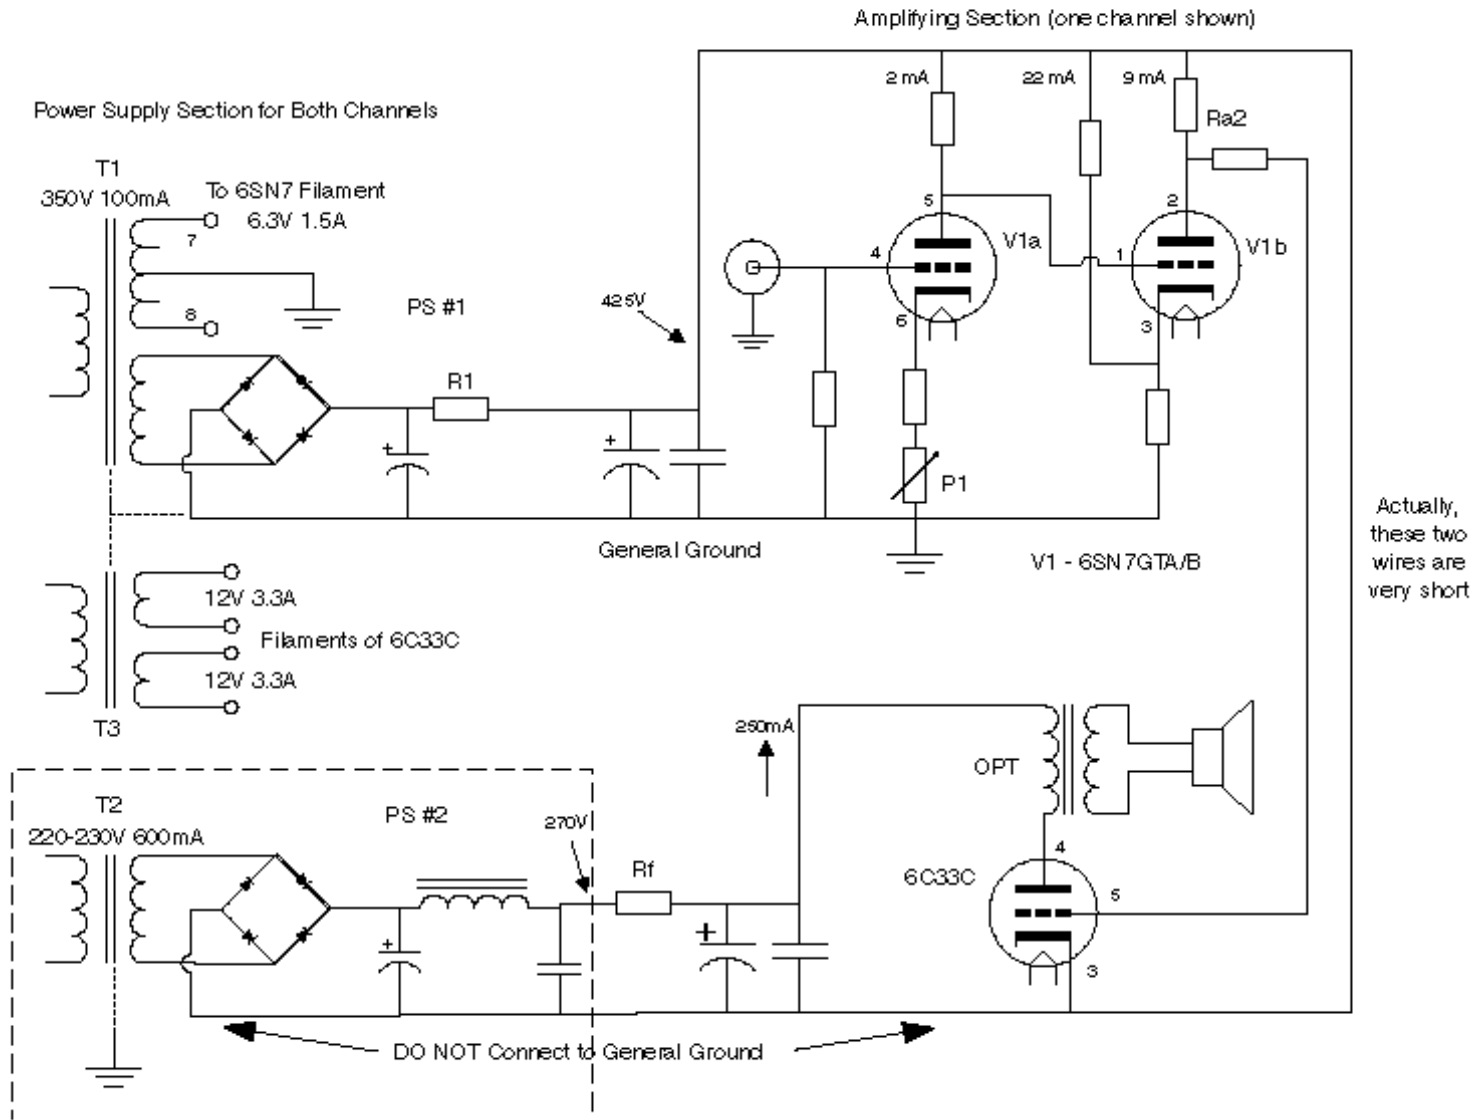 Amplifying Section (one channel shown)
Power Supply Section for Both Channels
2 mA
22 mA
9 mA
Ra2
T1
350V 100mA
To 6SN7 Filament
6.3V 1.5A
7
8
PS #1
425V
R1
5
4
6
V1a
2
1
3
V1b
+
+
P1
General Ground
V1 - 6SN7GTA/B
Actually,
these two
wires are
very short
12V 3.3A
Filaments of 6C33C
12V 3.3A
T3
250mA
OPT
T2
220-230V 600mA
PS #2
270V
Rf
6C33C
4
5
3
+
+
DO NOT Connect to General Ground